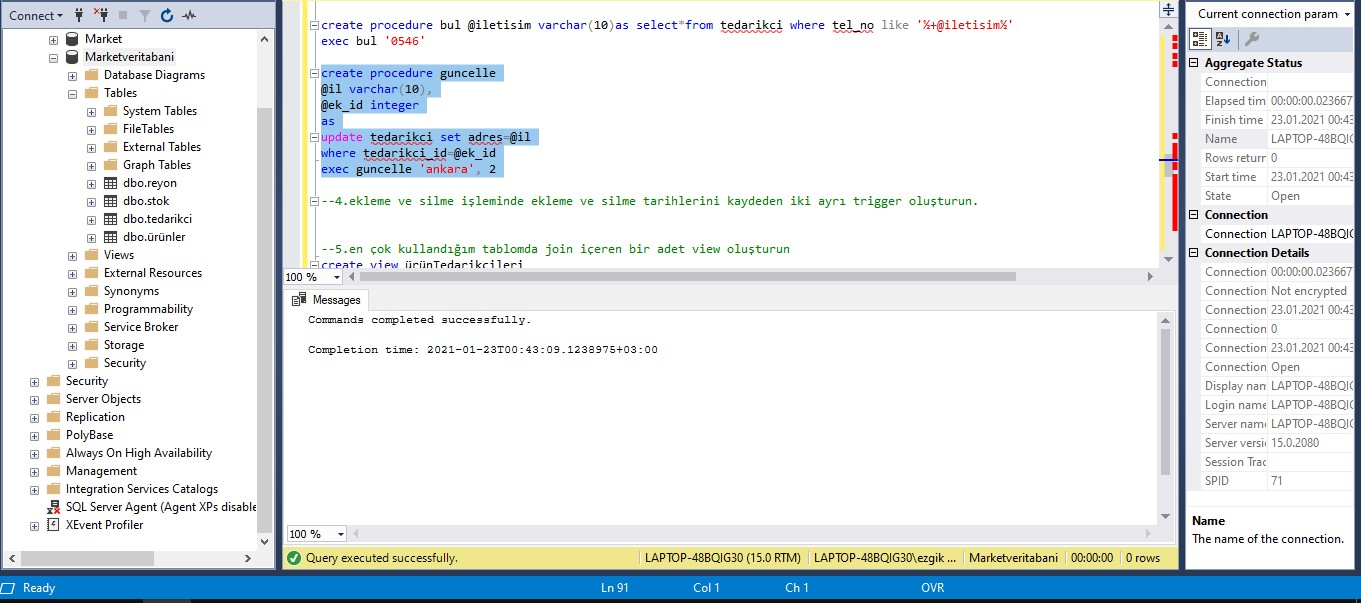 Connect
Market
Marketveritabani
Database Diagrams
Tables
System Tables
FileTables
External Tables
Graph Tables
dbo.reyon
dbo.stok
dbo.tedarikci
dbo.ürünler
Views
External Resources
Synonyms
Programmability
Service Broker
Storage
Security
Security
Server Objects
Replication
PolyBase
Always On High Availability
Management
Integration Services Catalogs
SQL Server Agent (Agent XPs disable
XEvent Profiler
create procedure bul @iletisim varchar(10)as select*from tedarikci where tel_no like '%+@iletisim%'
exec bul '0546'
create procedure guncelle
@il varchar(10),
@ek_id integer
as
update tedarikci set adres=@il
where tedarikci_id=@ek_id
exec guncelle 'ankara', 2
--4.ekleme ve silme işleminde ekleme ve silme tarihlerini kaydeden iki ayrı trigger oluşturun.
--5.en çok kullandığım tablomda join içeren bir adet view oluşturun
create view ürünTedarikcileri
100 %
Messages
Commands completed successfully.
Completion time: 2021-01-23T00:43:09.1238975+03:00
100 %
Query executed successfully.
LAPTOP-48BQIG30 (15.0 RTM)
LAPTOP-48BQIG30\ezgik ...
Marketveritabani
00:00:00
0 rows
Current connection param
Aggregate Status
Connection
Elapsed tim 00:00:00.023667
Finish time 23.01.2021 00:43
Name LAPTOP-48BQIG
Rows return 0
Start time 23.01.2021 00:43
State Open
Connection
Connection LAPTOP-48BQIG
Connection Details
Connection 00:00:00.023667
Connection Not encrypted
Connection 23.01.2021 00:43
Connection 0
Connection 23.01.2021 00:43
Connection Open
Display nan LAPTOP-48BQIG
Login name LAPTOP-48BQIG
Server name LAPTOP-48BQIG
Server versi 15.0.2080
Session Trac
SPID 71
Name
The name of the connection.
Ready
Ln 91
Col 1
Ch 1
OVR